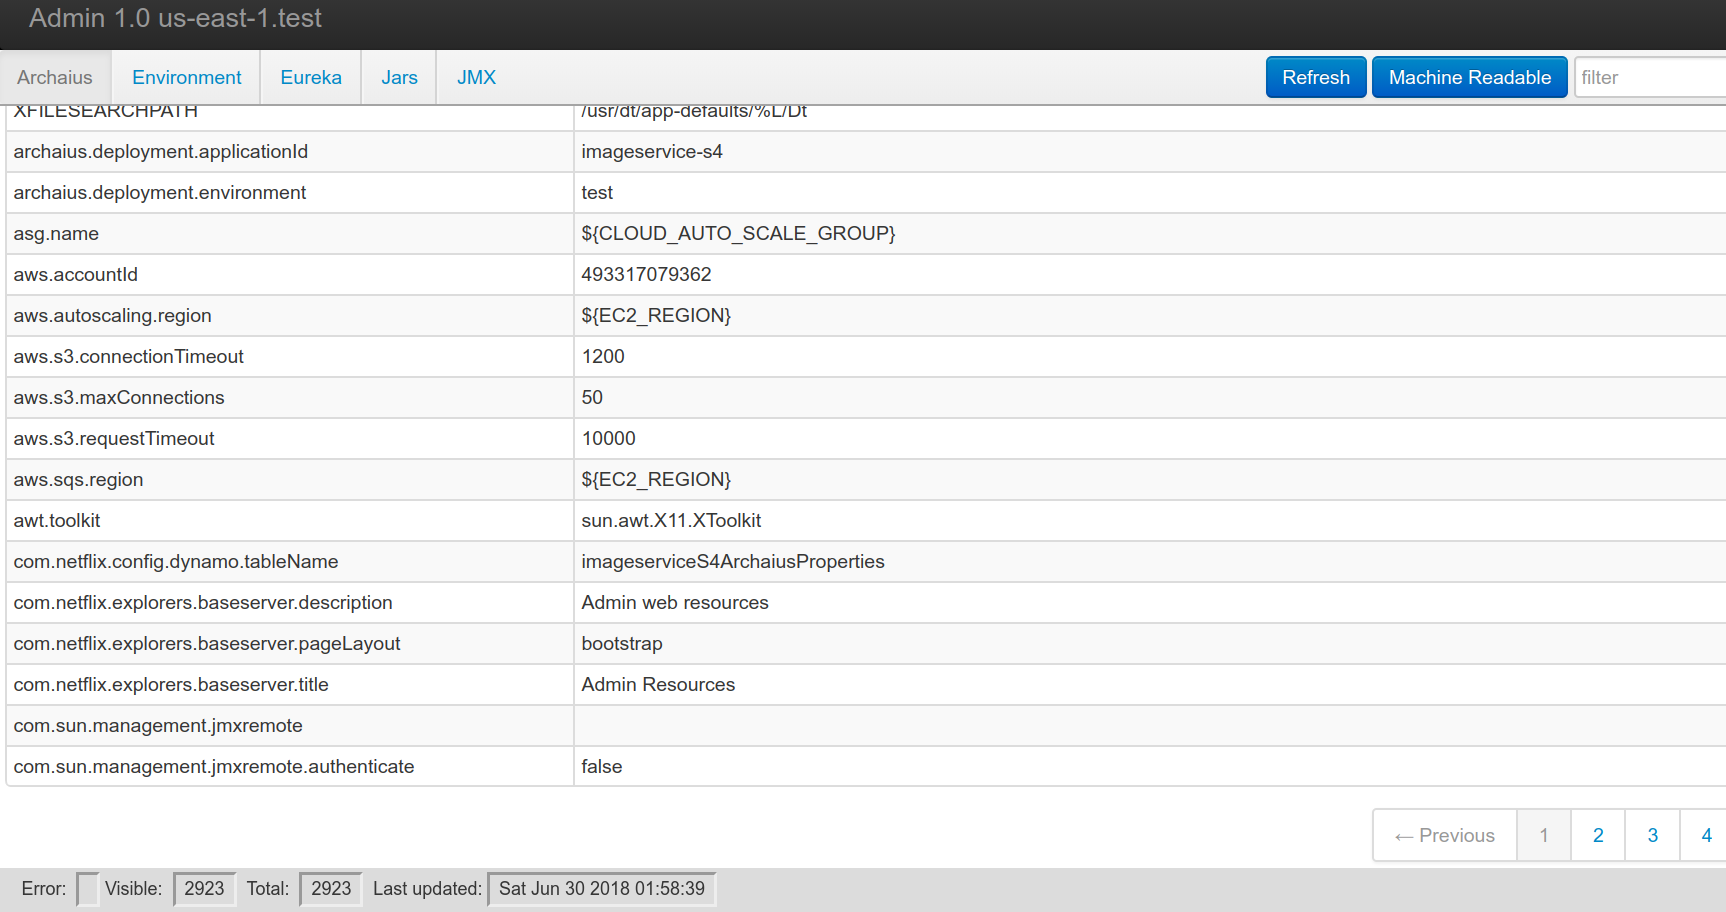 Admin 1.0 us-east-1.test
Archaius Environment Eureka Jars JMX Refresh Machine Readable filter
XFILESEARCHPATH /usr/dt/app-defaults/%L/Dt
archaius.deployment.applicationId imageservice-s4
archaius.deployment.environment test
asg.name ${CLOUD_AUTO_SCALE_GROUP}
aws.accountId 493317079362
aws.autoscaling.region ${EC2_REGION}
aws.s3.connectionTimeout 1200
aws.s3.maxConnections 50
aws.s3.requestTimeout 10000
aws.sqs.region ${EC2_REGION}
awt.toolkit sun.awt.X11.XToolkit
com.netflix.config.dynamo.tableName imageserviceS4ArchaiusProperties
com.netflix.explorers.baseserver.description Admin web resources
com.netflix.explorers.baseserver.pageLayout bootstrap
com.netflix.explorers.baseserver.title Admin Resources
com.sun.management.jmxremote
com.sun.management.jmxremote.authenticate false
← Previous 1 2 3 4
Error: Visible: 2923 Total: 2923 Last updated: Sat Jun 30 2018 01:58:39